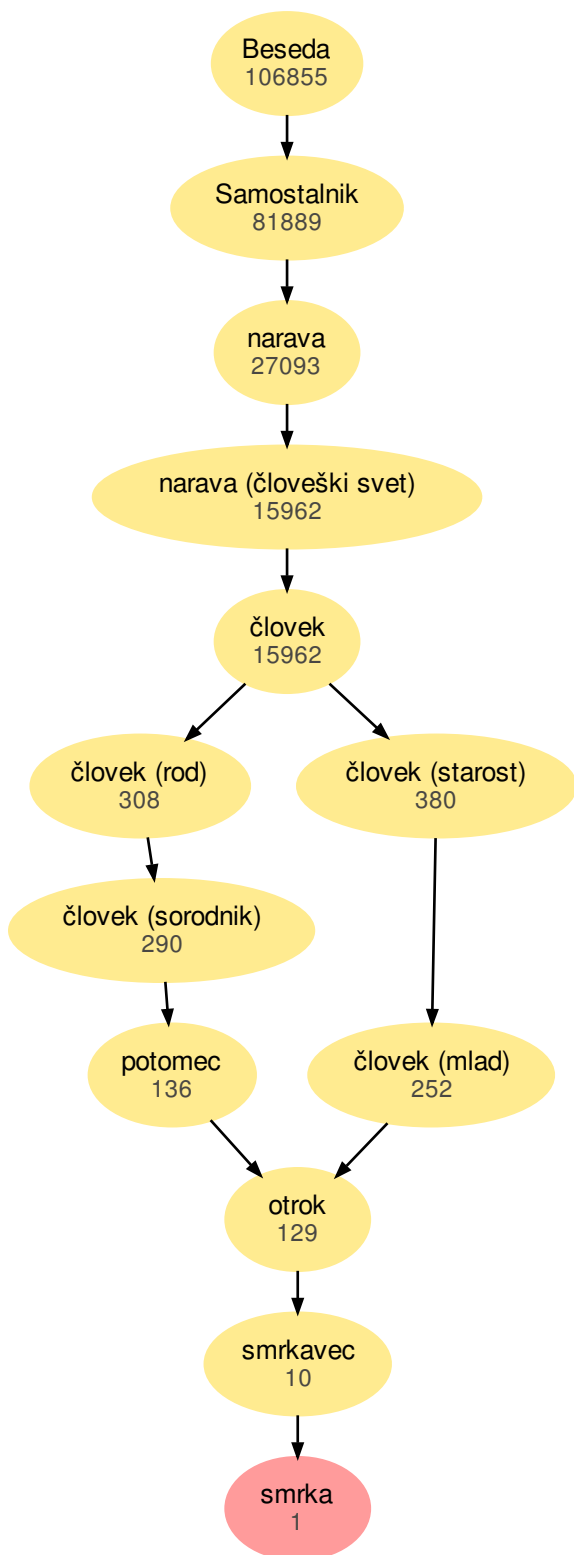 Beseda
106855
Samostalnik
81889
narava
27093
narava (človeški svet)
15962
človek
15962
človek (rod)
308
človek (starost)
380
človek (sorodnik)
290
potomec
136
človek (mlad)
252
otrok
129
smrkavec
10
smrka
1